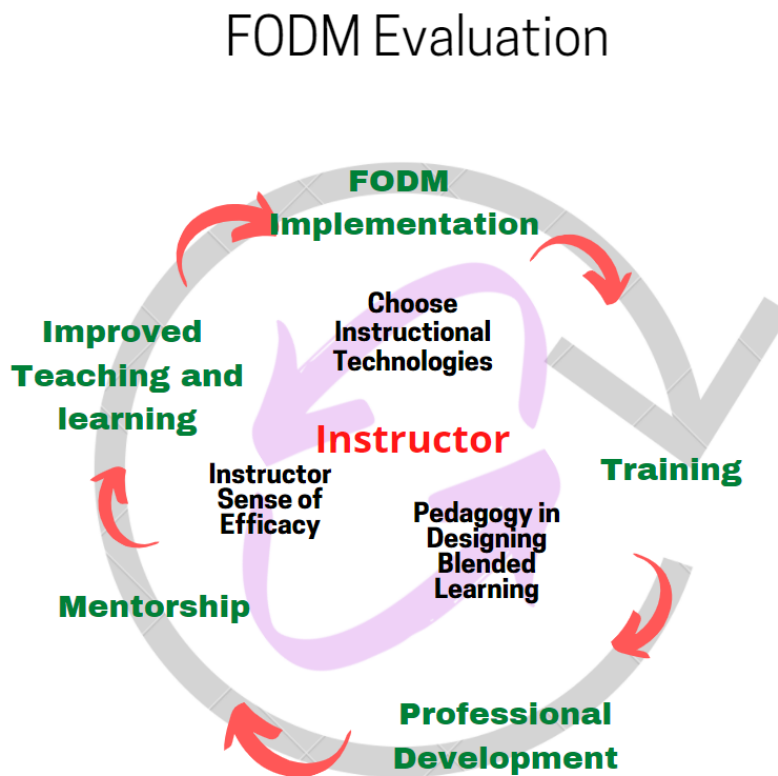 FODM Evaluation
FODM
Implementation
Choose
Instructional
Technologies
Improved
Teaching and
learning
Instructor
Training
Instructor
Sense of
Efficacy
Pedagogy in
Designing
Blended
Learning
Mentorship
Professional
Development